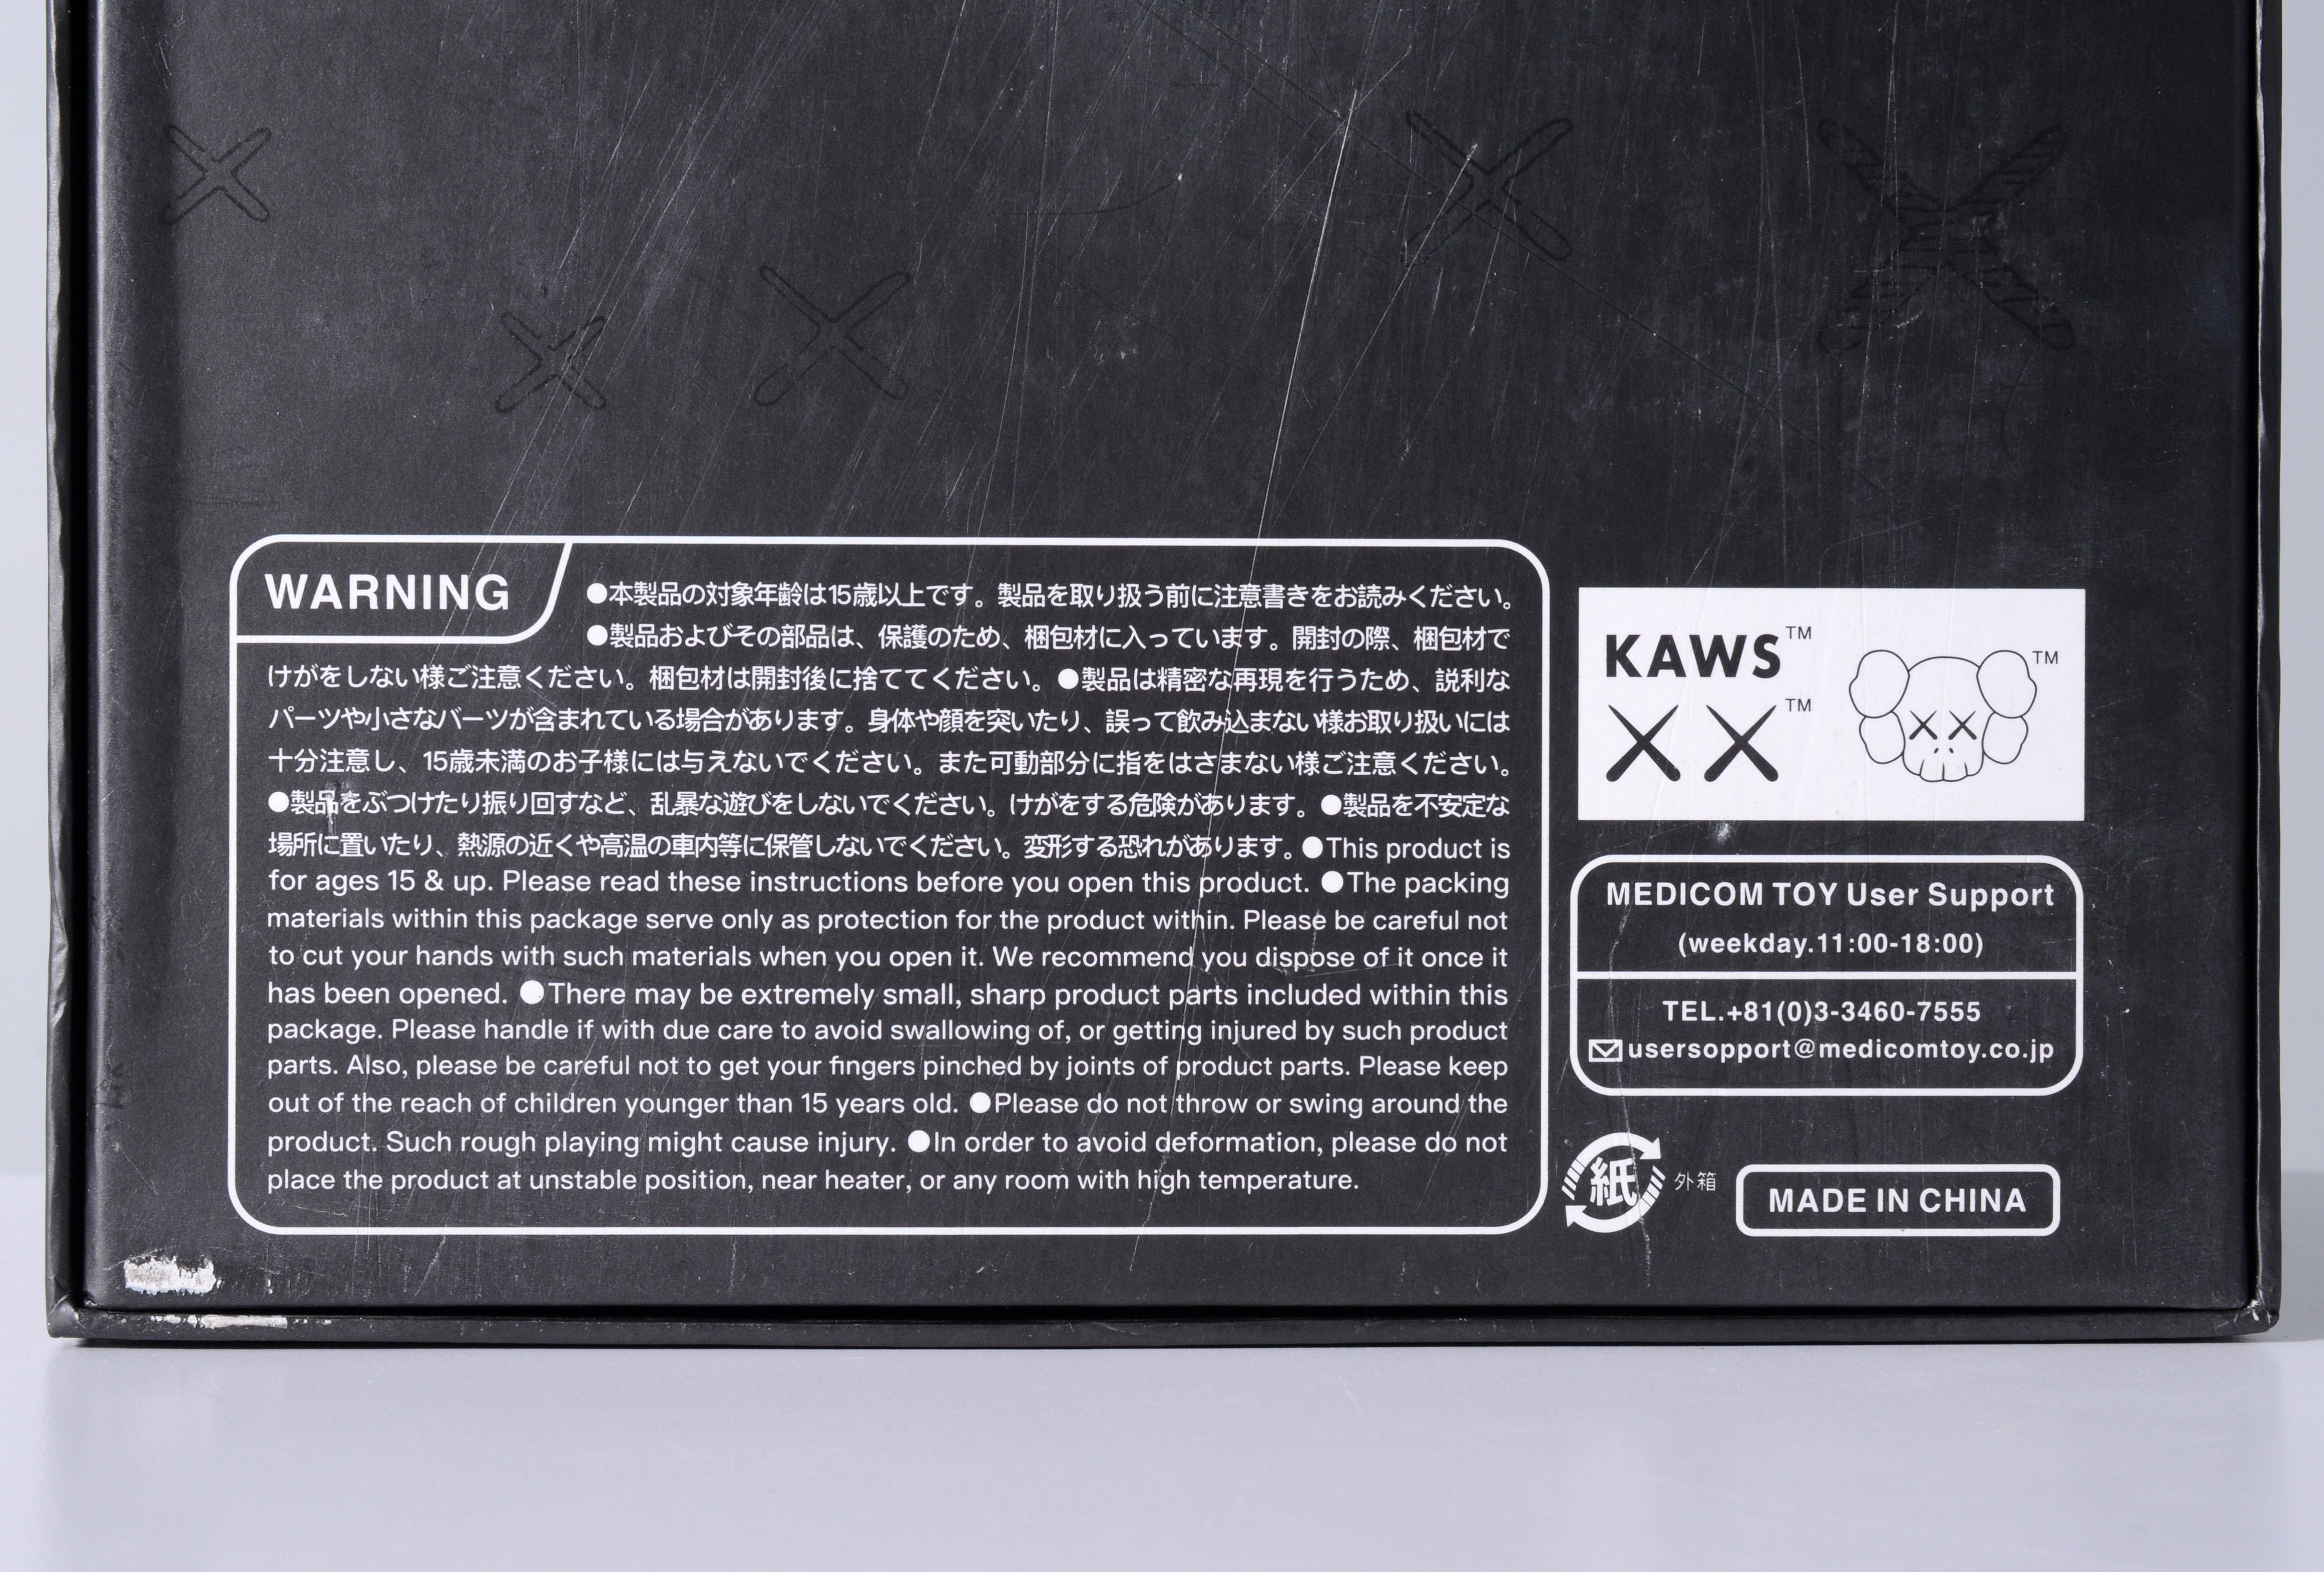 WARNING
●本製品の対象年齢は15歳以上です。製品を取り扱う前に注意書きをお読みください。
●製品およびその部品は、保護のため、梱包材に入っています。開封の際、梱包材で
けがをしない様ご注意ください。梱包材は開封後に捨ててください。●製品は精密な再現を行うため、説利な
パーツや小さなバーツが含まれている場合があります。身体や顔を突いたり、誤って飲み込まない様お取り扱いには
十分注意し、15歳未満のお子様には与えないでください。また可動部分に指をはさまない様ご注意ください。
●製品をぶつけたり振り回すなど、乱暴な遊びをしないでください。けがをする危険があります。●製品を不安定な
場所に置いたり、熱源の近くや高温の車内等に保管しないでください。変形する恐れがあります。●This product is
for ages 15 & up. Please read these instructions before you open this product. ●The packing
materials within this package serve only as protection for the product within. Please be careful not
to cut your hands with such materials when you open it. We recommend you dispose of it once it
has been opened. ●There may be extremely small, sharp product parts included within this
package. Please handle if with due care to avoid swallowing of, or getting injured by such product
parts. Also, please be careful not to get your fingers pinched by joints of product parts. Please keep
out of the reach of children younger than 15 years old. ●Please do not throw or swing around the
product. Such rough playing might cause injury. ●In order to avoid deformation, please do not
place the product at unstable position, near heater, or any room with high temperature.
KAWS™
XX™
™
MEDICOM TOY User Support
(weekday.11:00-18:00)
TEL.+81(0)3-3460-7555
usersopport@medicomtoy.co.jp
紙 外箱
MADE IN CHINA